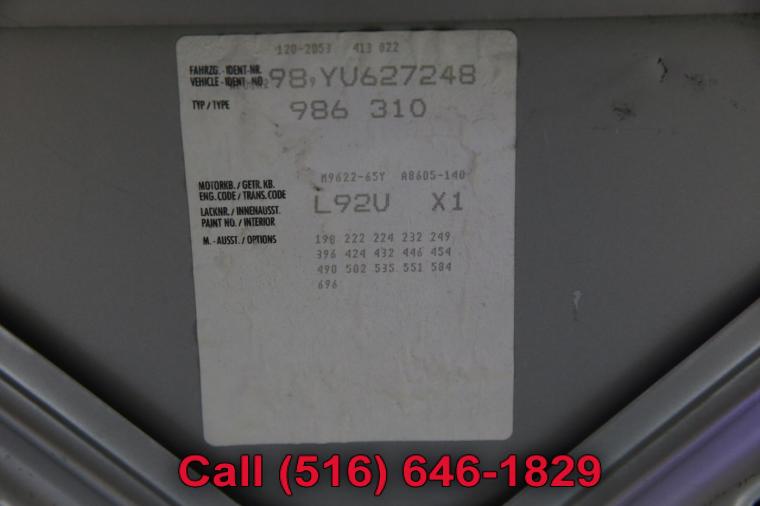 120-2053 413 022
FAHRZG.-IDENT-NR.
VEHICLE-IDENT-NO. 98,YU627248
TYP / TYPE 986 310
MOTORKB. / GETR. KB. M9622-65Y A8605-140
ENG. CODE / TRANS. CODE
LACKNR. / INNENAUSST. L92U X1
PAINT NO. / INTERIOR
M. - AUSST. / OPTIONS 198 222 224 232 249
396 424 432 446 454
490 502 535 551 584
696
Call (516) 646-1829